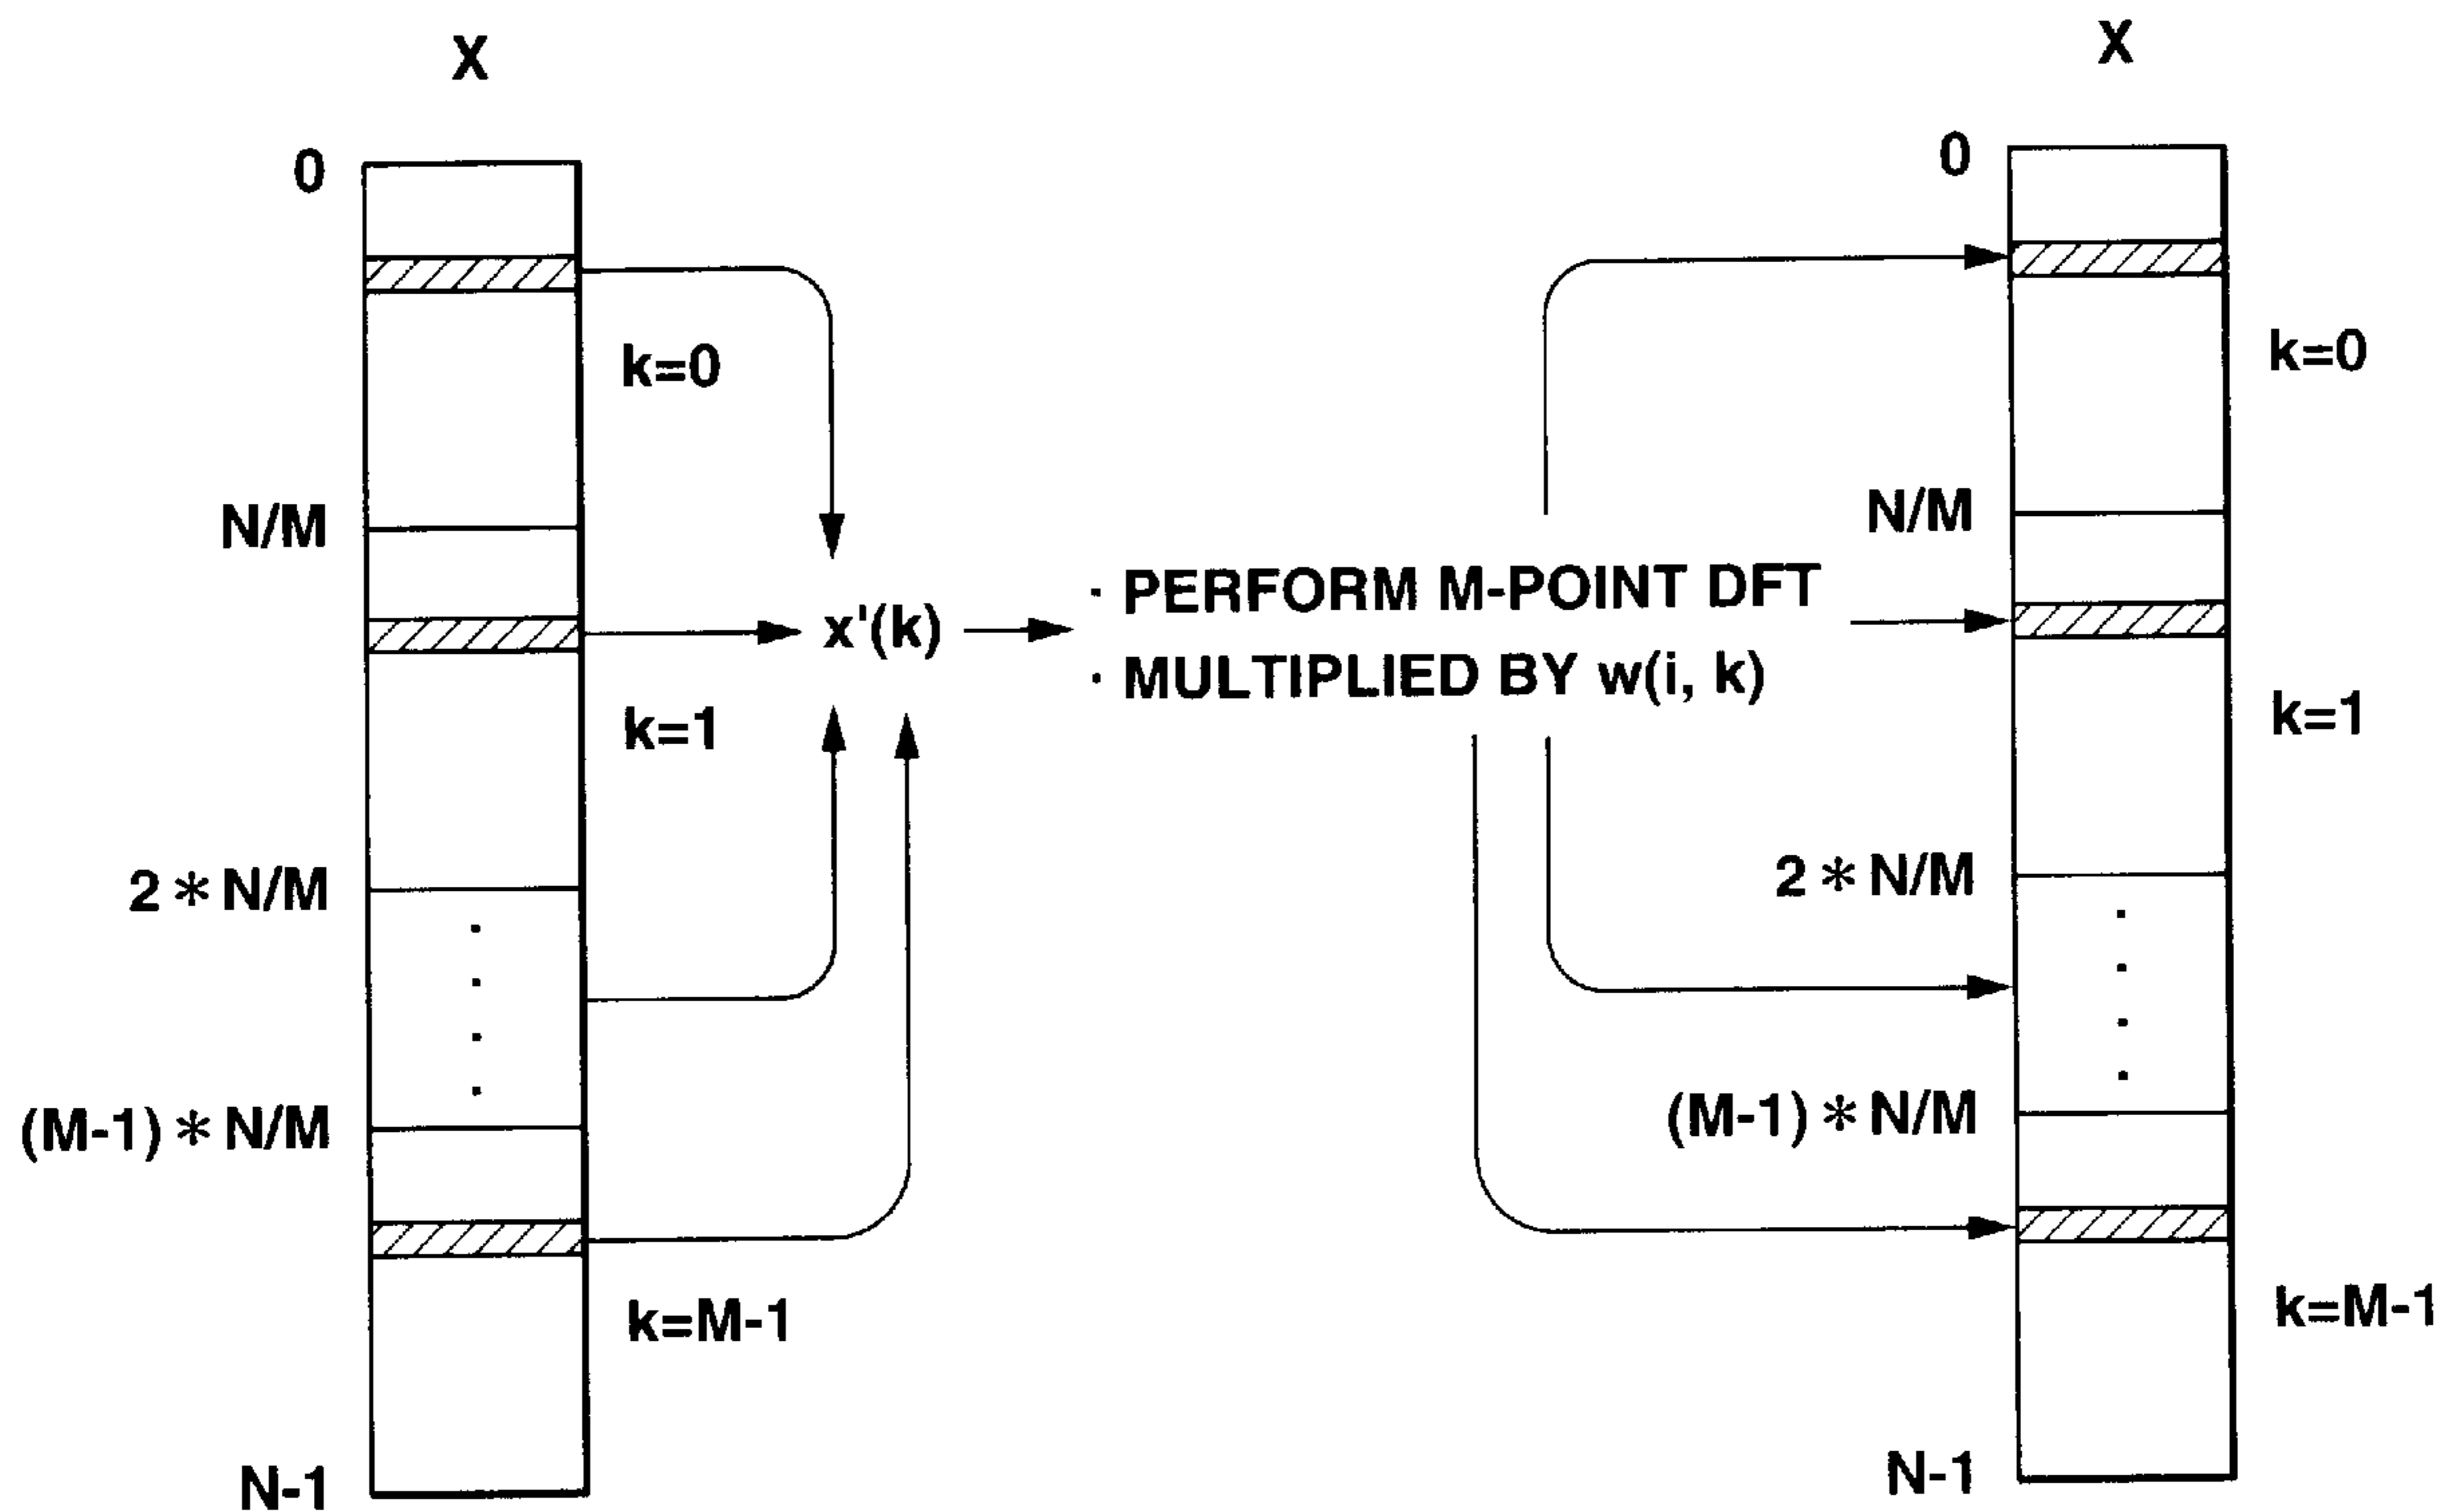 X
X
0
0
k=0
k=0
N/M
N/M
· PERFORM M-POINT DFT
x'(k)
· MULTIPLIED BY w(i, k)
k=1
k=1
2 * N/M
2 * N/M
(M-1) * N/M
(M-1) * N/M
k=M-1
k=M-1
N-1
N-1